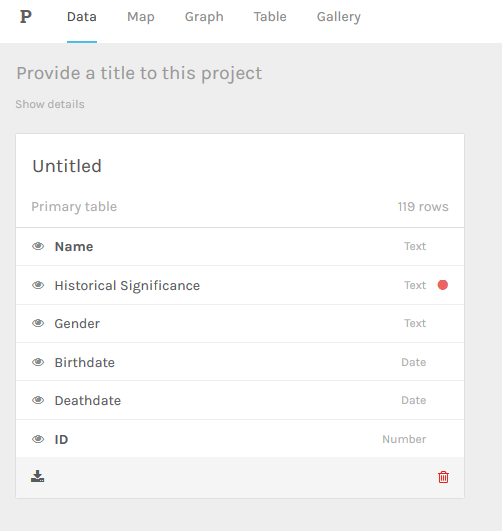 P Data Map Graph Table Gallery
Provide a title to this project
Show details
Untitled
Primary table 119 rows
Name Text
Historical Significance Text
Gender Text
Birthdate Date
Deathdate Date
ID Number